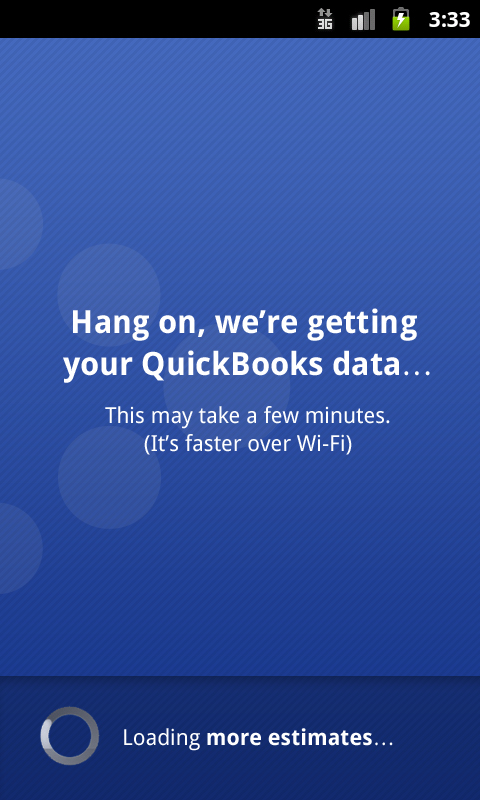 3G
3:33
Hang on, we’re getting
your QuickBooks data...
This may take a few minutes.
(It’s faster over Wi-Fi)
Loading more estimates...